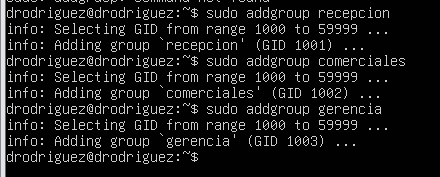 drodriguez@drodriguez:~$ sudo addgroup recepcion
info: Selecting GID from range 1000 to 59999 ...
info: Adding group `recepcion' (GID 1001) ...
drodriguez@drodriguez:~$ sudo addgroup comerciales
info: Selecting GID from range 1000 to 59999 ...
info: Adding group `comerciales' (GID 1002) ...
drodriguez@drodriguez:~$ sudo addgroup gerencia
info: Selecting GID from range 1000 to 59999 ...
info: Adding group `gerencia' (GID 1003) ...
drodriguez@drodriguez:~$